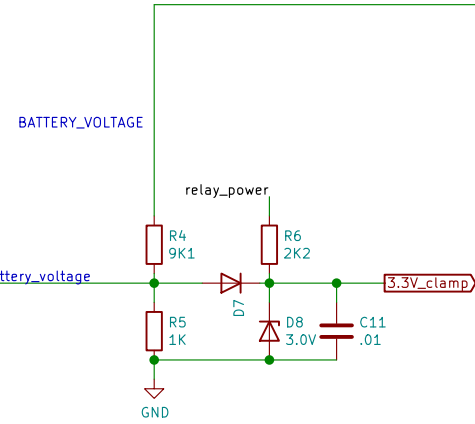 BATTERY_VOLTAGE
relay_power
R4
9K1
R6
2K2
ttery_voltage
3.3V_clamp
D7
R5
1K
D8
3.0V
C11
.01
GND